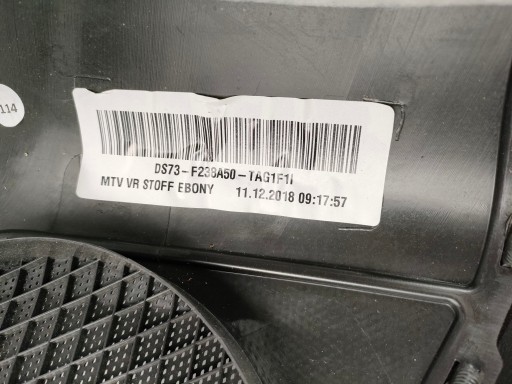 114
DS73-F238A50-TAG1F1I
MTV VR STOFF EBONY 11.12.2018 09:17:57